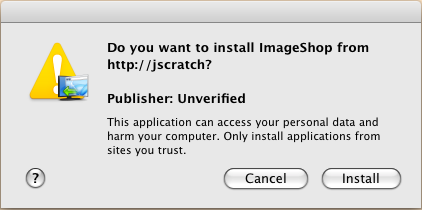 Do you want to install ImageShop from
http://jscratch?
Publisher: Unverified
This application can access your personal data and
harm your computer. Only install applications from
sites you trust.
?
Cancel
Install